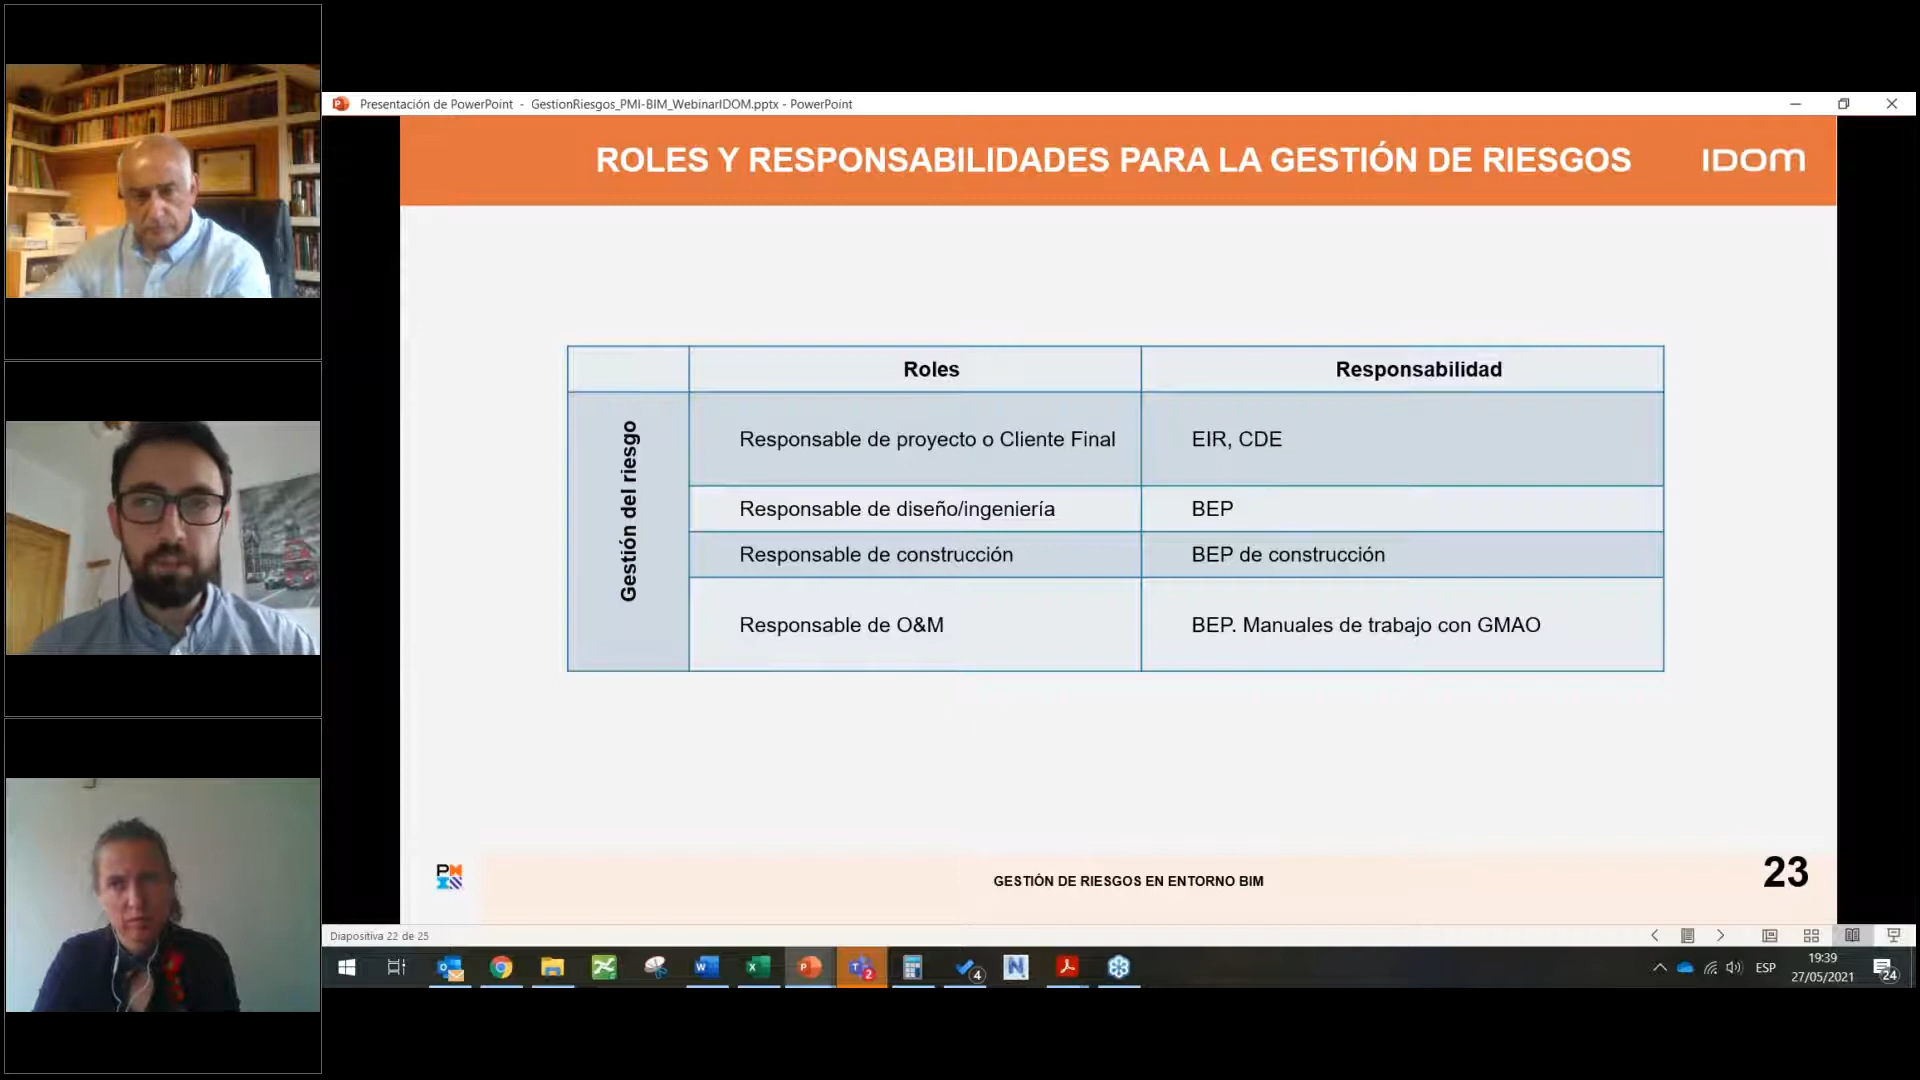 Presentación de PowerPoint - GestionRiesgos_PMI-BIM_WebinarIDOM.pptx - PowerPoint
ROLES Y RESPONSABILIDADES PARA LA GESTIÓN DE RIESGOS
IDOM
Roles
Responsabilidad
Gestión del riesgo
Responsable de proyecto o Cliente Final
EIR, CDE
Responsable de diseño/ingeniería
BEP
Responsable de construcción
BEP de construcción
Responsable de O&M
BEP. Manuales de trabajo con GMAO
GESTIÓN DE RIESGOS EN ENTORNO BIM
23
Diapositiva 22 de 25
2
4
ESP
19:39
27/05/2021
24